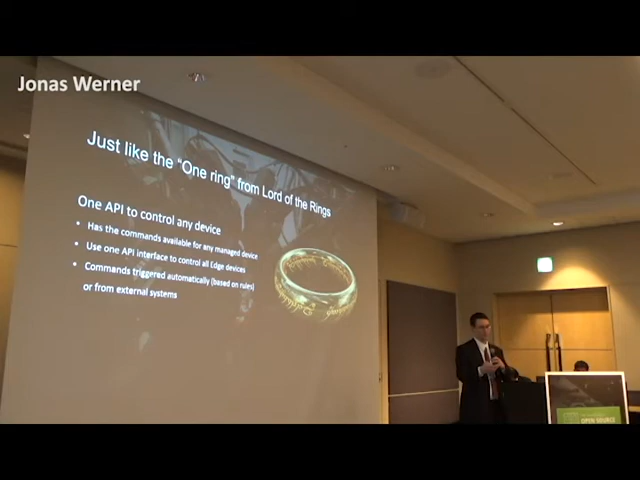 Jonas Werner
Just like the "One ring" from Lord of the Rings
One API to control any device
• Has the commands available for any managed device
• Use one API interface to control all Edge devices
• Commands triggered automatically (based on rules)
or from external systems
OPEN SOURCE